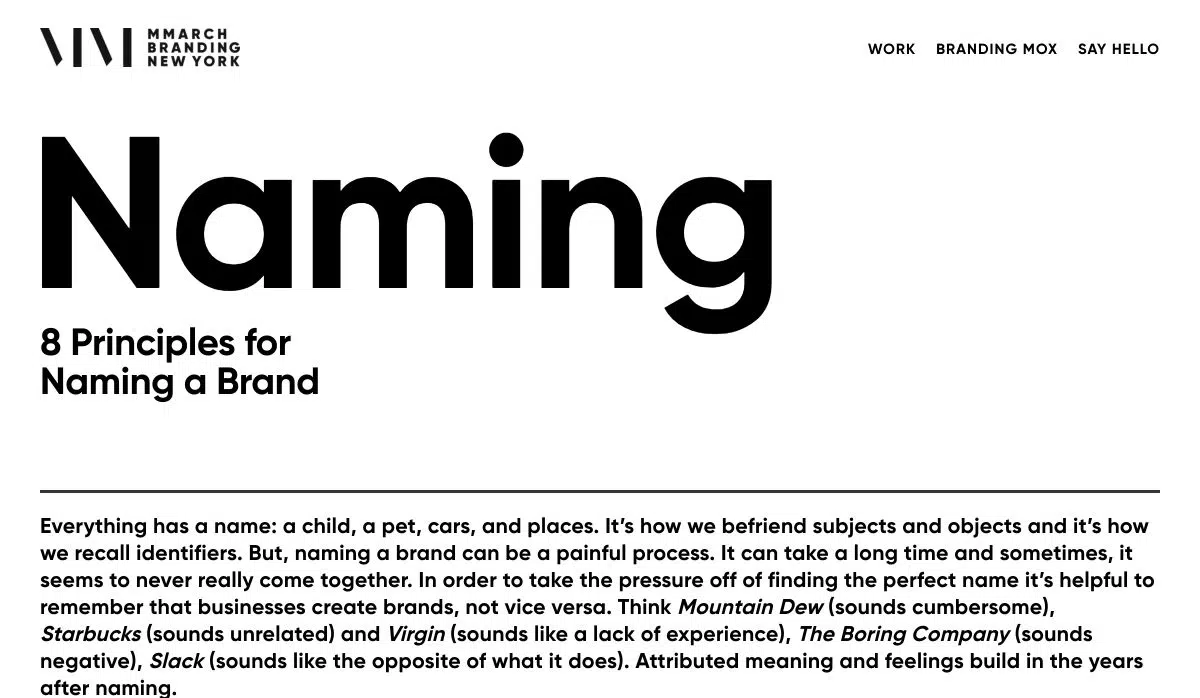 MMARCH
BRANDING
NEW YORK
WORK BRANDING MOX SAY HELLO
Naming
8 Principles for
Naming a Brand
Everything has a name: a child, a pet, cars, and places. It’s how we befriend subjects and objects and it’s how
we recall identifiers. But, naming a brand can be a painful process. It can take a long time and sometimes, it
seems to never really come together. In order to take the pressure off of finding the perfect name it’s helpful to
remember that businesses create brands, not vice versa. Think Mountain Dew (sounds cumbersome),
Starbucks (sounds unrelated) and Virgin (sounds like a lack of experience), The Boring Company (sounds
negative), Slack (sounds like the opposite of what it does). Attributed meaning and feelings build in the years
after naming.